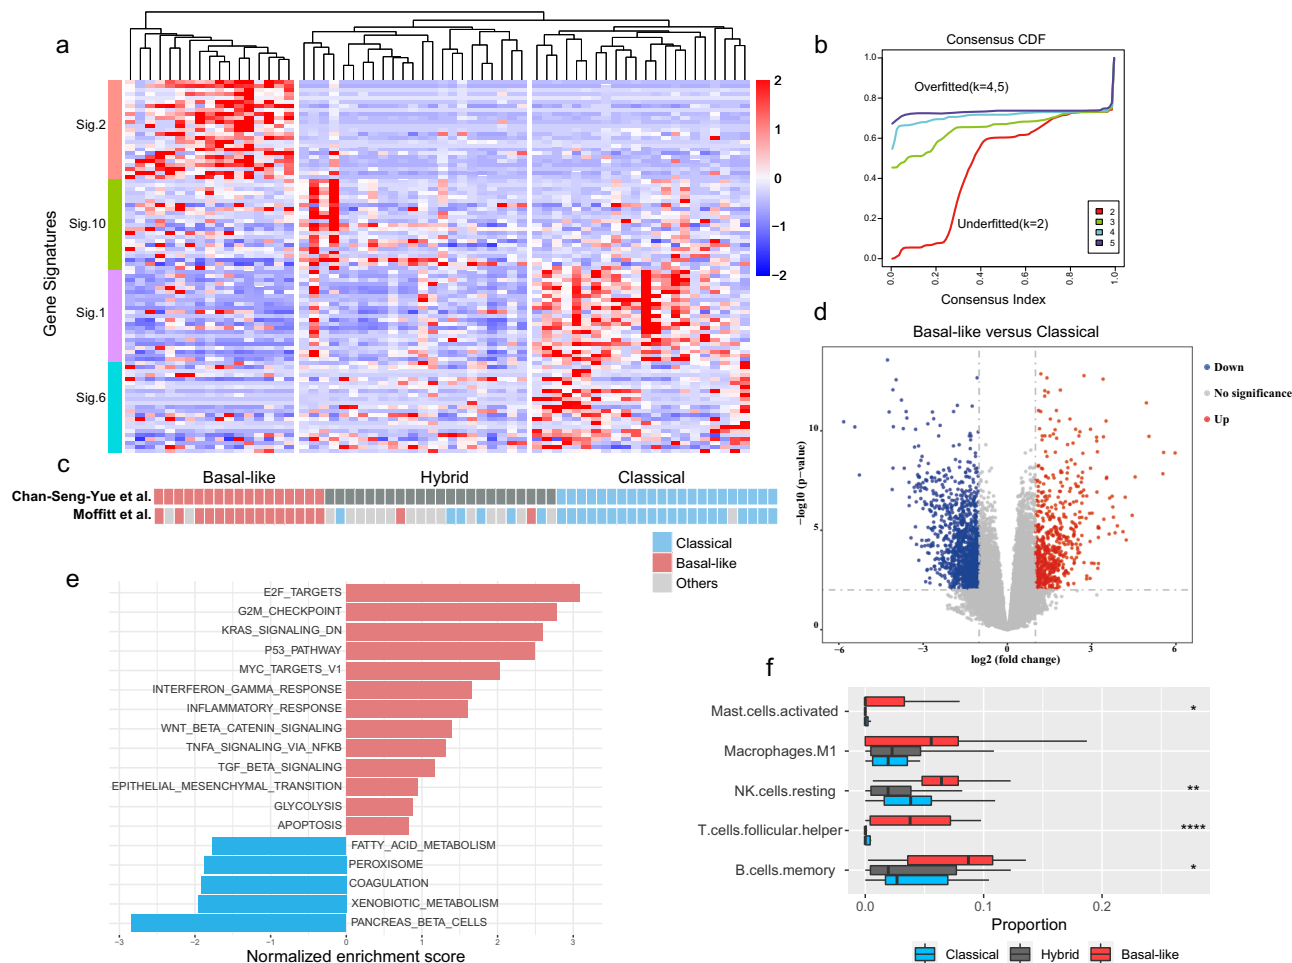 a
Gene Signatures
Sig.2
Sig.10
Sig.1
Sig.6
2
1
0
−1
−2
b
Consensus CDF
Overfitted(k=4,5)
Underfitted(k=2)
1.0
0.8
0.6
0.4
0.2
0.0
2
3
4
5
0.0
0.2
0.4
0.6
0.8
1.0
Consensus Index
c
Basal-like
Hybrid
Classical
Chan-Seng-Yue et al.
Moffitt et al.
Classical
Basal-like
Others
d
Basal-like versus Classical
−log10 (p−value)
10
5
0
−6
−3
0
3
6
log2 (fold change)
Down
No significance
Up
e
E2F_TARGETS
G2M_CHECKPOINT
KRAS_SIGNALING_DN
P53_PATHWAY
MYC_TARGETS_V1
INTERFERON_GAMMA_RESPONSE
INFLAMMATORY_RESPONSE
WNT_BETA_CATENIN_SIGNALING
TNFA_SIGNALING_VIA_NFKB
TGF_BETA_SIGNALING
EPITHELIAL_MESENCHYMAL_TRANSITION
GLYCOLYSIS
APOPTOSIS
FATTY_ACID_METABOLISM
PEROXISOME
COAGULATION
XENOBIOTIC_METABOLISM
PANCREAS_BETA_CELLS
−3
−2
−1
0
1
2
3
Normalized enrichment score
f
Mast.cells.activated
*
Macrophages.M1
NK.cells.resting
**
T.cells.follicular.helper
****
B.cells.memory
*
0.0
0.1
0.2
Proportion
Classical
Hybrid
Basal-like